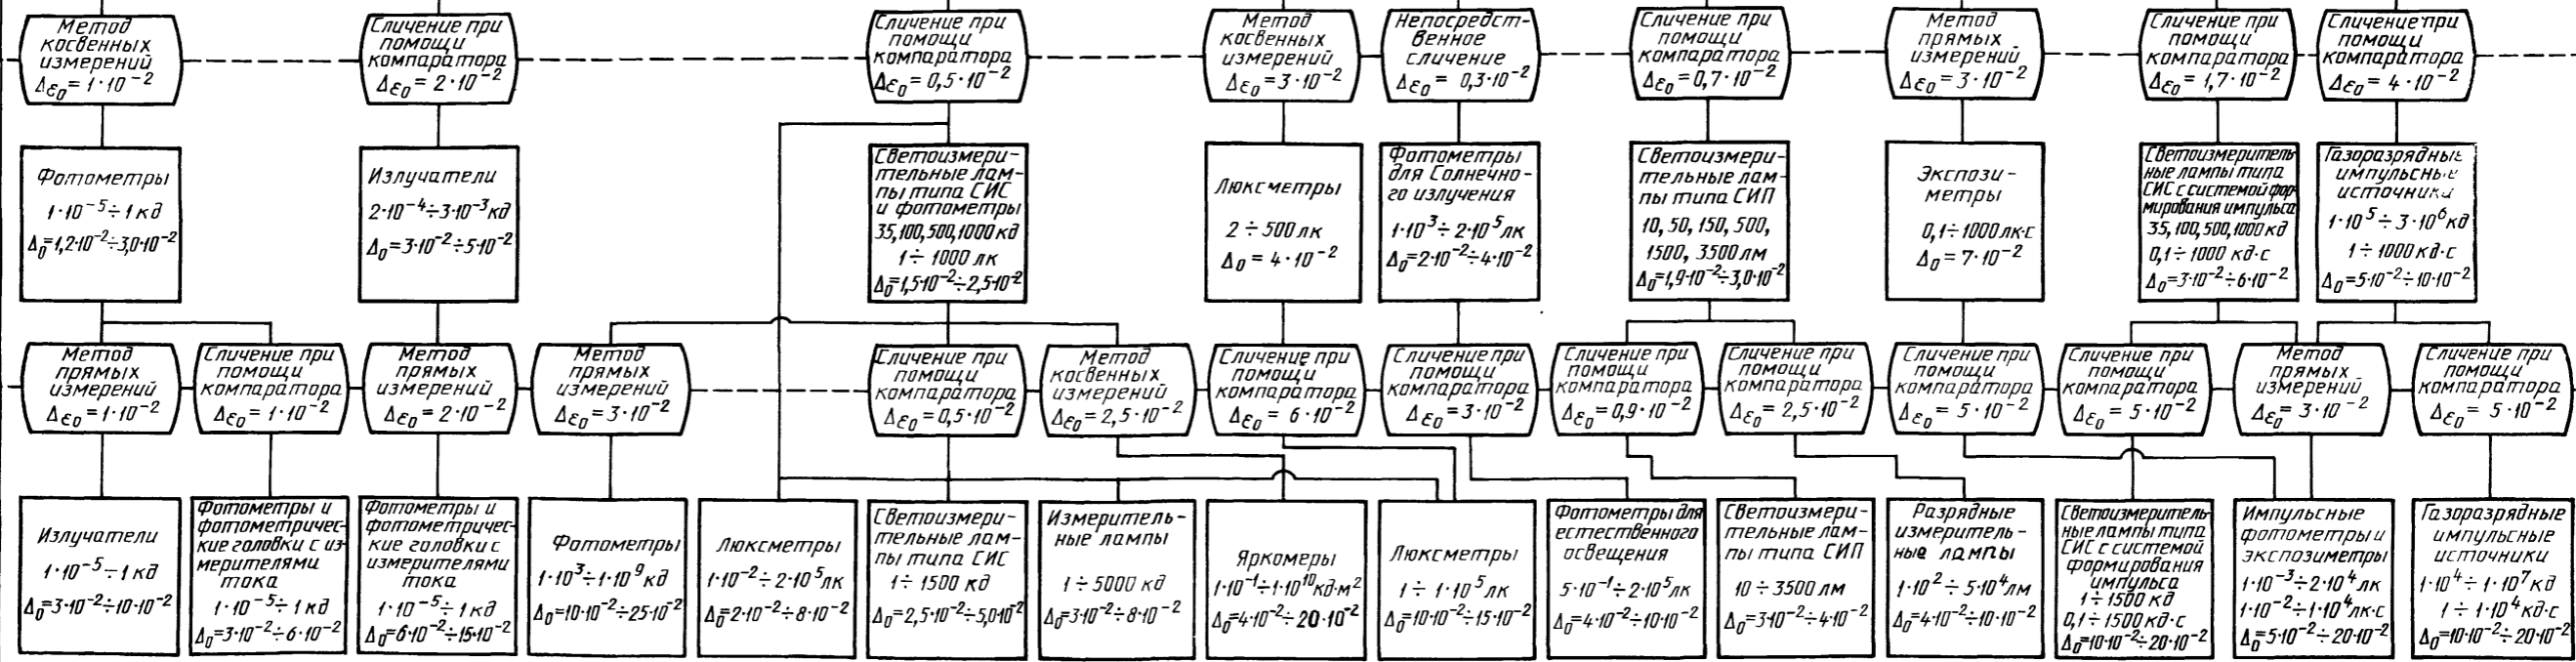 Метод
косвенных
измерений
Δε₀ = 1·10⁻²
Сличение при
помощи
компаратора
Δε₀ = 2·10⁻²
Сличение при
помощи
компаратора
Δε₀ = 0,5·10⁻²
Метод
косвенных
измерений
Δε₀ = 3·10⁻²
Непосредст-
венное
сличение
Δε₀ = 0,3·10⁻²
Сличение при
помощи
компаратора
Δε₀ = 0,7·10⁻²
Метод
прямых
измерений
Δε₀ = 3·10⁻²
Сличение при
помощи
компаратора
Δε₀ = 1,7·10⁻²
Сличение при
помощи
компаратора
Δε₀ = 4·10⁻²
Фотометры
1·10⁻⁵÷1 кд
Δ₀=1,2·10⁻²÷3,0·10⁻²
Излучатели
2·10⁻⁴÷3·10⁻³ кд
Δ₀=3·10⁻²÷5·10⁻²
Светоизмери-
тельные лам-
пы типа СИС
и фотометры
35,100,500,1000 кд
1÷1000 лк
Δ₀=1,5·10⁻²÷2,5·10⁻²
Люксметры
2÷500 лк
Δ₀ = 4·10⁻²
Фотометры
для Солнечно-
го излучения
1·10³÷2·10⁵ лк
Δ₀=2·10⁻²÷4·10⁻²
Светоизмери-
тельные лам-
пы типа СИП
10, 50, 150, 500,
1500, 3500 лм
Δ₀=1,9·10⁻²÷3,0·10⁻²
Экспози-
метры
0,1÷1000 лк·с
Δ₀ = 7·10⁻²
Светоизмеритель-
ные лампы типа
СИС с системой фор-
мирования импульса
35, 100, 500, 1000 кд
0,1÷1000 кд·с
Δ₀=3·10⁻²÷6·10⁻²
Газоразрядные
импульсные
источники
1·10⁵÷3·10⁶ кд
1÷1000 кд·с
Δ₀=5·10⁻²÷10·10⁻²
Метод
прямых
измерений
Δε₀ = 1·10⁻²
Сличение при
помощи
компаратора
Δε₀ = 1·10⁻²
Метод
прямых
измерений
Δε₀ = 2·10⁻²
Метод
прямых
измерений
Δε₀ = 3·10⁻²
Сличение при
помощи
компаратора
Δε₀ = 0,5·10⁻²
Метод
косвенных
измерений
Δε₀ = 2,5·10⁻²
Сличение при
помощи
компаратора
Δε₀ = 6·10⁻²
Сличение при
помощи
компаратора
Δε₀ = 3·10⁻²
Сличение при
помощи
компаратора
Δε₀ = 0,9·10⁻²
Сличение при
помощи
компаратора
Δε₀ = 2,5·10⁻²
Сличение при
помощи
компаратора
Δε₀ = 5·10⁻²
Сличение при
помощи
компаратора
Δε₀ = 5·10⁻²
Метод
прямых
измерений
Δε₀ = 3·10⁻²
Сличение при
помощи
компаратора
Δε₀ = 5·10⁻²
Излучатели
1·10⁻⁵÷1 кд
Δ₀=3·10⁻²÷10·10⁻²
Фотометры и
фотометричес-
кие головки с из-
мерителями
тока
1·10⁻⁵÷1 кд
Δ₀=3·10⁻²÷6·10⁻²
Фотометры и
фотометричес-
кие головки с
измерителями
тока
1·10⁻⁵÷1 кд
Δ₀=6·10⁻²÷15·10⁻²
Фотометры
1·10³÷1·10⁹ кд
Δ₀=10·10⁻²÷25·10⁻²
Люксметры
1·10⁻²÷2·10⁵ лк
Δ₀=2·10⁻²÷8·10⁻²
Светоизмери-
тельные лам-
пы типа СИС
1÷1500 кд
Δ₀=2,5·10⁻²÷5,0·10⁻²
Измеритель-
ные лампы
1÷5000 кд
Δ₀=3·10⁻²÷8·10⁻²
Яркомеры
1·10⁻¹÷1·10¹⁰ кд·м²
Δ₀=4·10⁻²÷20·10⁻²
Люксметры
1÷1·10⁵ лк
Δ₀=10·10⁻²÷15·10⁻²
Фотометры для
естественного
освещения
5·10⁻¹÷2·10⁵ лк
Δ₀=4·10⁻²÷10·10⁻²
Светоизмери-
тельные лам-
пы типа СИП
10÷3500 лм
Δ₀=3·10⁻²÷4·10⁻²
Разрядные
измеритель-
ные лампы
1·10²÷5·10⁴ лм
Δ₀=4·10⁻²÷10·10⁻²
Светоизмеритель-
ные лампы типа
СИС с системой
формирования
импульса
1÷1500 кд
0,1÷1500 кд·с
Δ₀=10·10⁻²÷20·10⁻²
Импульсные
фотометры и
экспозиметры
1·10⁻³÷2·10⁴ лк
1·10⁻²÷1·10⁴ лк·с
Δ₀=5·10⁻²÷20·10⁻²
Газоразрядные
импульсные
источники
1·10⁴÷1·10⁷ кд
1÷1·10⁴ кд·с
Δ₀=10·10⁻²÷20·10⁻²